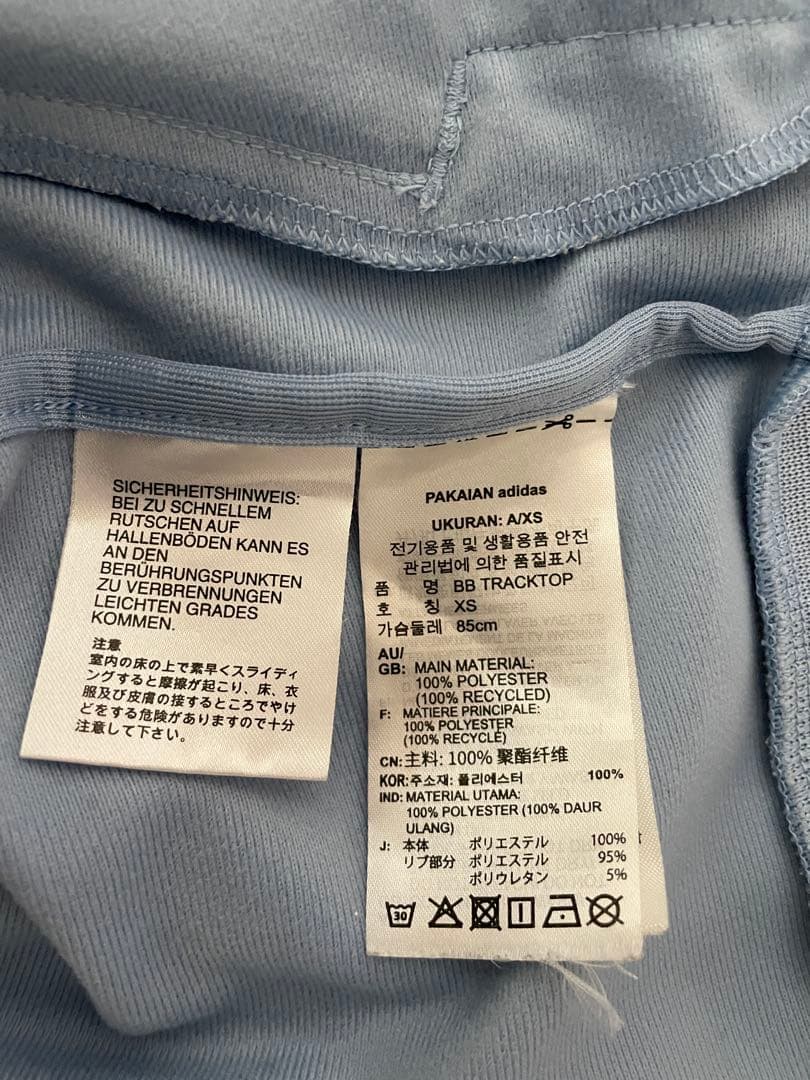 SICHERHEITSHINWEIS:
BEI ZU SCHNELLEM
RUTSCHEN AUF
HALLENBÖDEN KANN ES
AN DEN
BERÜHRUNGSPUNKTEN
ZU VERBRENNUNGEN
LEICHTEN GRADES
KOMMEN.
注意
室内の床の上で素早くスライディ
ングすると摩擦が起こり、床、衣
服及び皮膚の接するところでやけ
どをする危険がありますので十分
注意して下さい。
PAKAIAN adidas
UKURAN: A/XS
전기용품 및 생활용품 안전
관리법에 의한 품질표시
품 명 BB TRACKTOP
호 칭 XS
가슴둘레 85cm
AU/
GB: MAIN MATERIAL:
100% POLYESTER
(100% RECYCLED)
F: MATIERE PRINCIPALE:
100% POLYESTER
(100% RECYCLÉ)
CN: 主料: 100% 聚酯纤维
KOR: 주소재: 폴리에스터 100%
IND: MATERIAL UTAMA:
100% POLYESTER (100% DAUR
ULANG)
J: 本体 ポリエステル 100%
リブ部分 ポリエステル 95%
ポリウレタン 5%
30